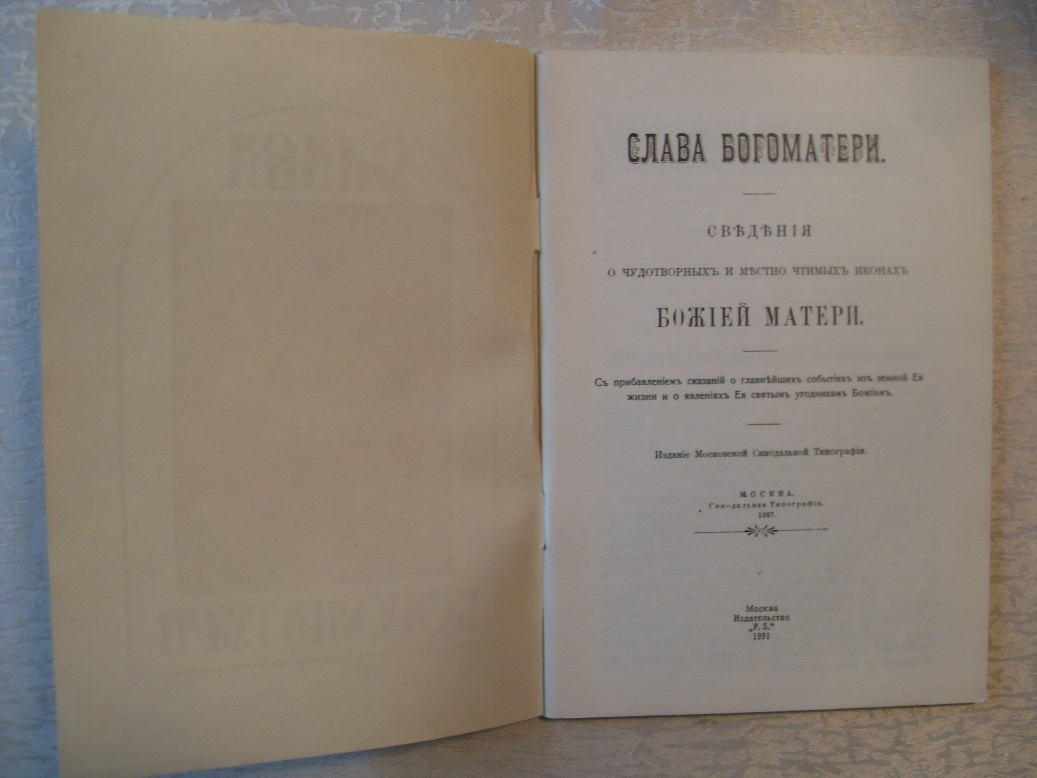 СЛАВА БОГОМАТЕРИ.
СВѢДѢНІЯ
О ЧУДОТВОРНЫХЪ И МѢСТНО ЧТИМЫХЪ ИКОНАХЪ
БОЖІЕЙ МАТЕРИ.
Съ прибавленіемъ сказаній о главнѣйшихъ событіяхъ изъ земной Ея
жизни и о явленіяхъ Ея святымъ угодникамъ Божіимъ.
Изданіе Московской Синодальной Типографіи.
МОСКВА.
Синодальная Типографія.
1907.
Москва
Издательство
„P. S.“
1991